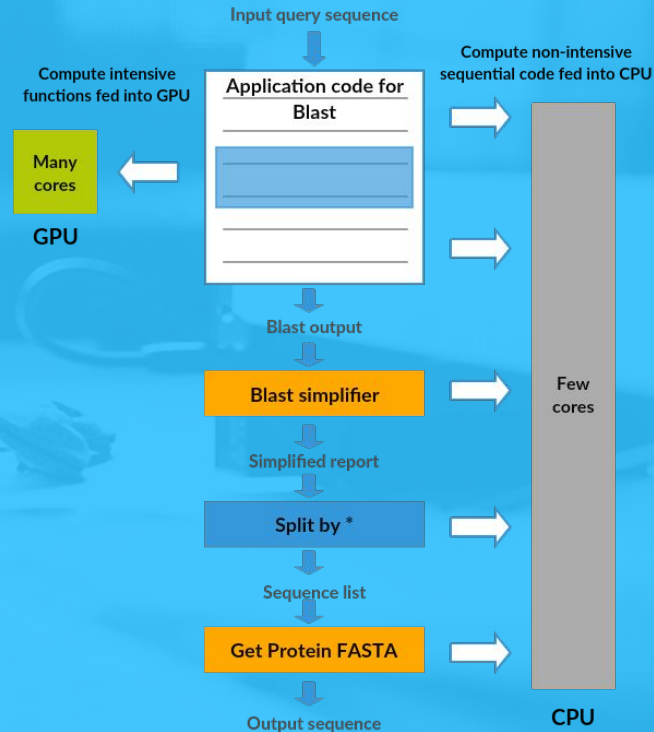 Input query sequence
Compute intensive
functions fed into GPU
Compute non-intensive
sequential code fed into CPU
Application code for
Blast
Many
cores
GPU
Blast output
Blast simplifier
Few
cores
Simplified report
Split by *
Sequence list
Get Protein FASTA
Output sequence
CPU